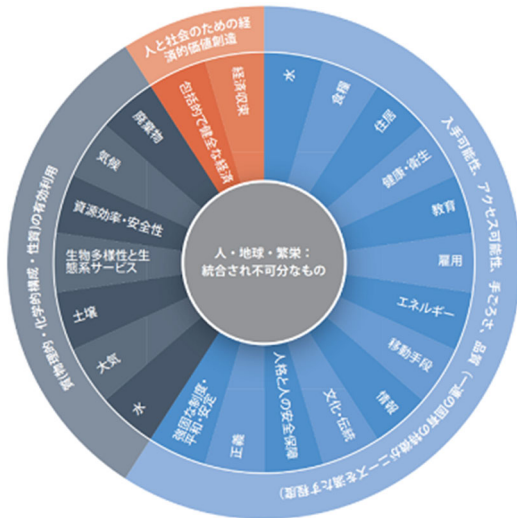 人と社会のための経
済的価値創造
入手可能性、アクセス可能性、手ごろさ、品質（一連の固有の特徴がニーズを満たす程度）
質(物理的・化学的構成・性質)の有効利用
包括的で健全な経済
経済収束
水
食糧
住居
健康・衛生
教育
雇用
エネルギー
移動手段
情報
文化・伝統
人格と人の安全保障
正義
強固な制度・
平和・安定
水
大気
土壌
生物多様性と生
態系サービス
資源効率・安全性
気候
廃棄物
人・地球・繁栄：
統合され不可分なもの